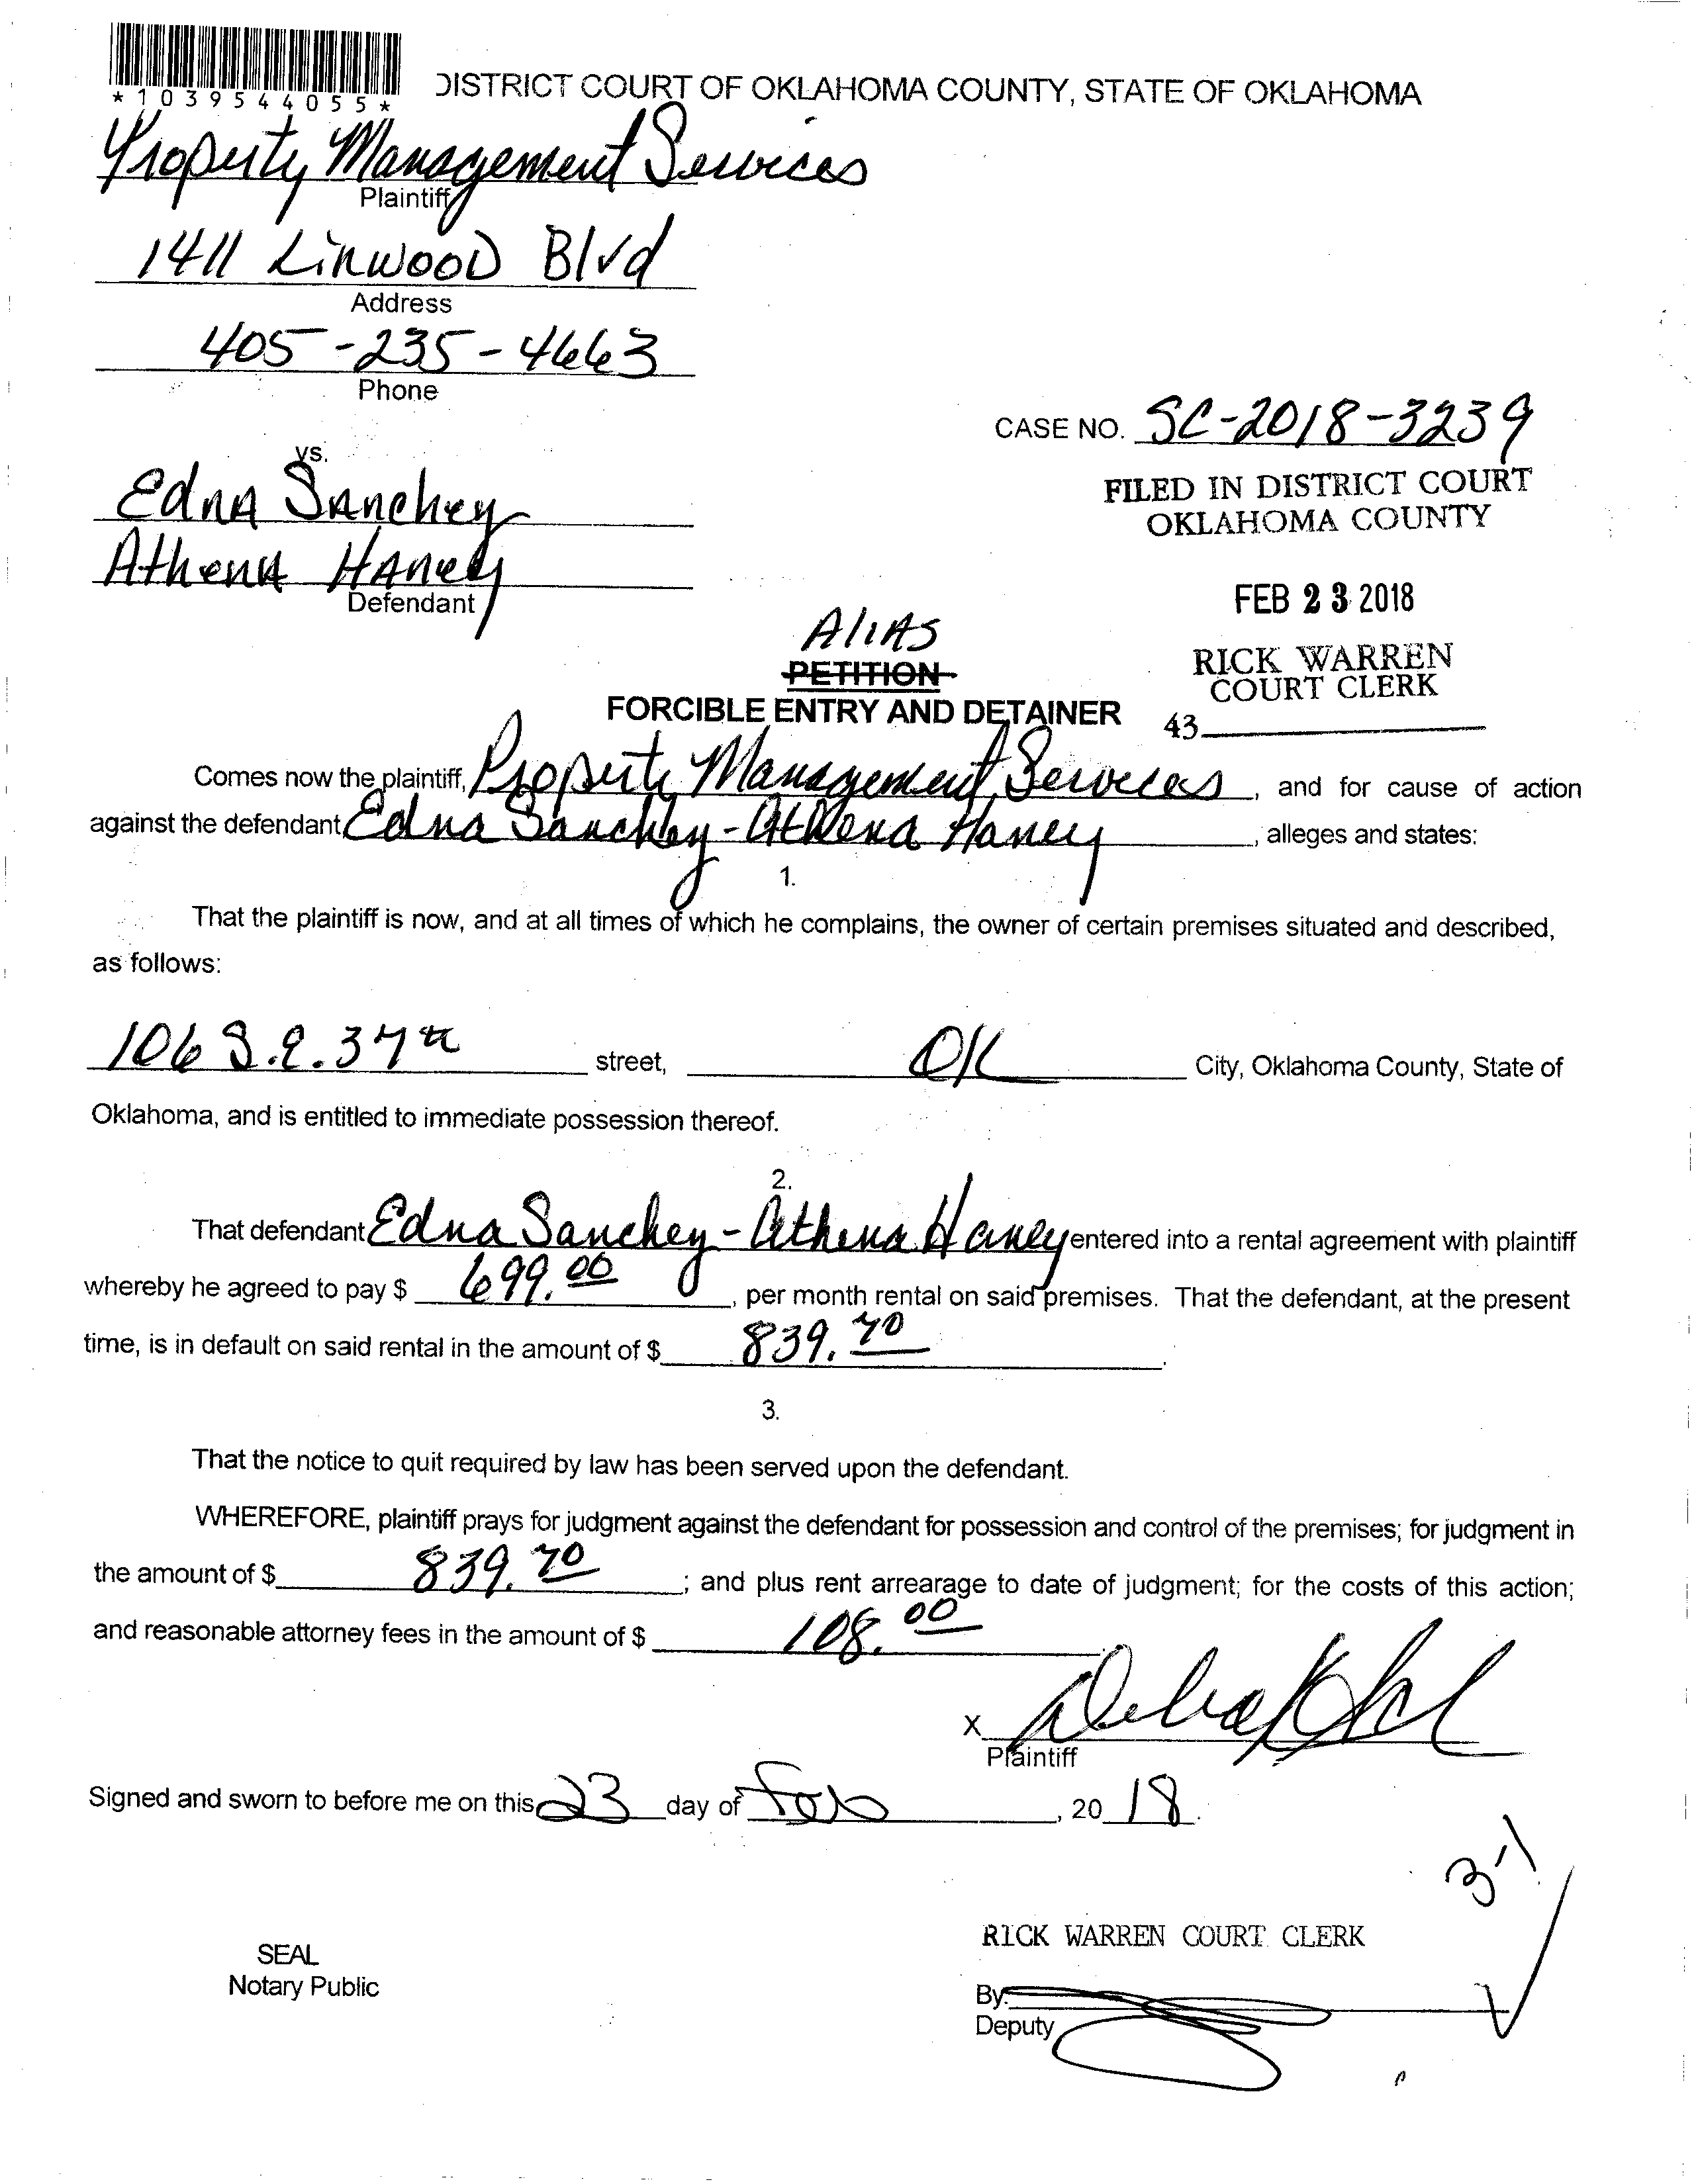 *1039544055*
DISTRICT COURT OF OKLAHOMA COUNTY, STATE OF OKLAHOMA
Property Management Services
Plaintiff
1411 Linwood Blvd
Address
405-235-4663
Phone
CASE NO. SC-2018-3239
vs.
FILED IN DISTRICT COURT
OKLAHOMA COUNTY
Edna Sanchez
Athena Haney
Defendant
FEB 23 2018
Alias
PETITION
RICK WARREN
COURT CLERK
FORCIBLE ENTRY AND DETAINER
43
Comes now the plaintiff, Property Management Services, and for cause of action
against the defendant Edna Sanchez - Athena Haney, alleges and states:
1.
That the plaintiff is now, and at all times of which he complains, the owner of certain premises situated and described,
as follows:
106 S.E. 37th street, OK City, Oklahoma County, State of
Oklahoma, and is entitled to immediate possession thereof.
2.
That defendant Edna Sanchez - Athena Haney entered into a rental agreement with plaintiff
whereby he agreed to pay $ 699.00, per month rental on said premises. That the defendant, at the present
time, is in default on said rental in the amount of $ 839.70.
3.
That the notice to quit required by law has been served upon the defendant.
WHEREFORE, plaintiff prays for judgment against the defendant for possession and control of the premises; for judgment in
the amount of $ 839.70; and plus rent arrearage to date of judgment; for the costs of this action;
and reasonable attorney fees in the amount of $ 108.00.
X
Plaintiff
Signed and sworn to before me on this 23 day of Feb, 2018.
3-1
RICK WARREN COURT CLERK
SEAL
Notary Public
By:
Deputy